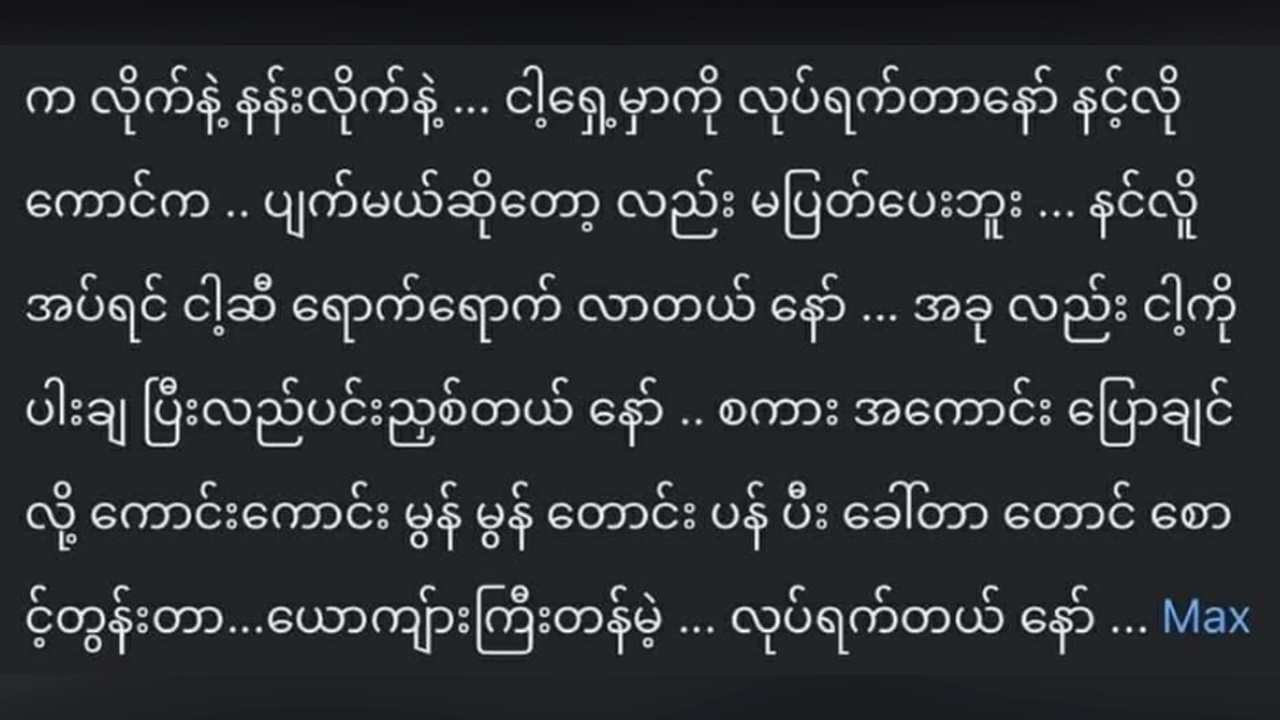 က လိုက်နဲ့ နန်းလိုက်နဲ့ ... ငါ့ရှေ့မှာကို လုပ်ရက်တာနော် နင့်လို
ကောင်က .. ပျက်မယ်ဆိုတော့ လည်း မပြတ်ပေးဘူး ... နင်လိူ
အပ်ရင် ငါ့ဆီ ရောက်ရောက် လာတယ် နော် ... အခု လည်း ငါ့ကို
ပါးချ ပြီးလည်ပင်းညှစ်တယ် နော် .. စကား အကောင်း ပြောချင်
လို့ ကောင်းကောင်း မွန် မွန် တောင်း ပန် ပီး ခေါ်တာ တောင် စော
င့်တွန်းတာ...ယောကျာ်းကြီးတန်မဲ့ ... လုပ်ရက်တယ် နော် ... Max